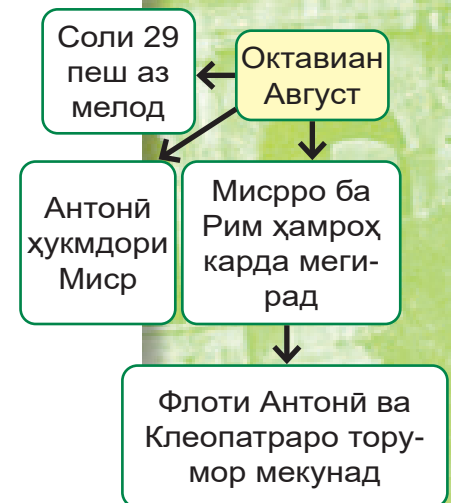 Соли 29
пеш аз
мелод
Октавиан
Август
Антонӣ
ҳукмдори
Миср
Мисрро ба
Рим ҳамроҳ
карда меги-
рад
Флоти Антонӣ ва
Клеопатраро тору-
мор мекунад